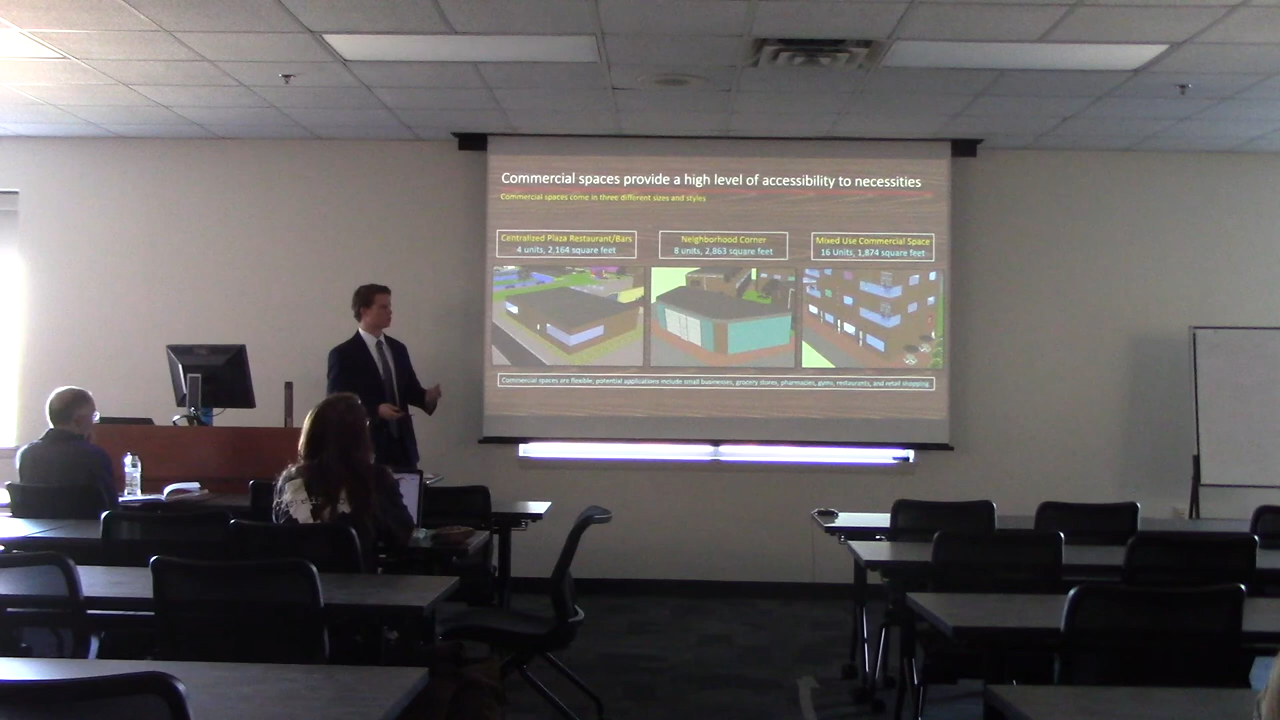 Commercial spaces provide a high level of accessibility to necessities
Commercial spaces come in three different sizes and styles
Centralized Plaza Restaurant/Bars
4 units, 2,164 square feet
Neighborhood Corner
8 units, 2,863 square feet
Mixed Use Commercial Space
16 Units, 1,874 square feet
Commercial spaces are flexible; potential applications include small businesses, grocery stores, pharmacies, gyms, restaurants, and retail shopping